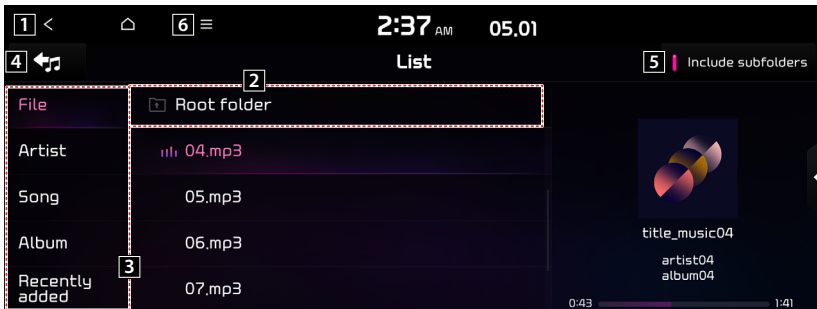 1 < 6 2:37 AM 05.01
4 List 5 Include subfolders
2
File
Root folder
Artist
04.mp3
Song
05.mp3
Album
06.mp3
3
Recently
added
07.mp3
title_music04
artist04
album04
0:43 1:41